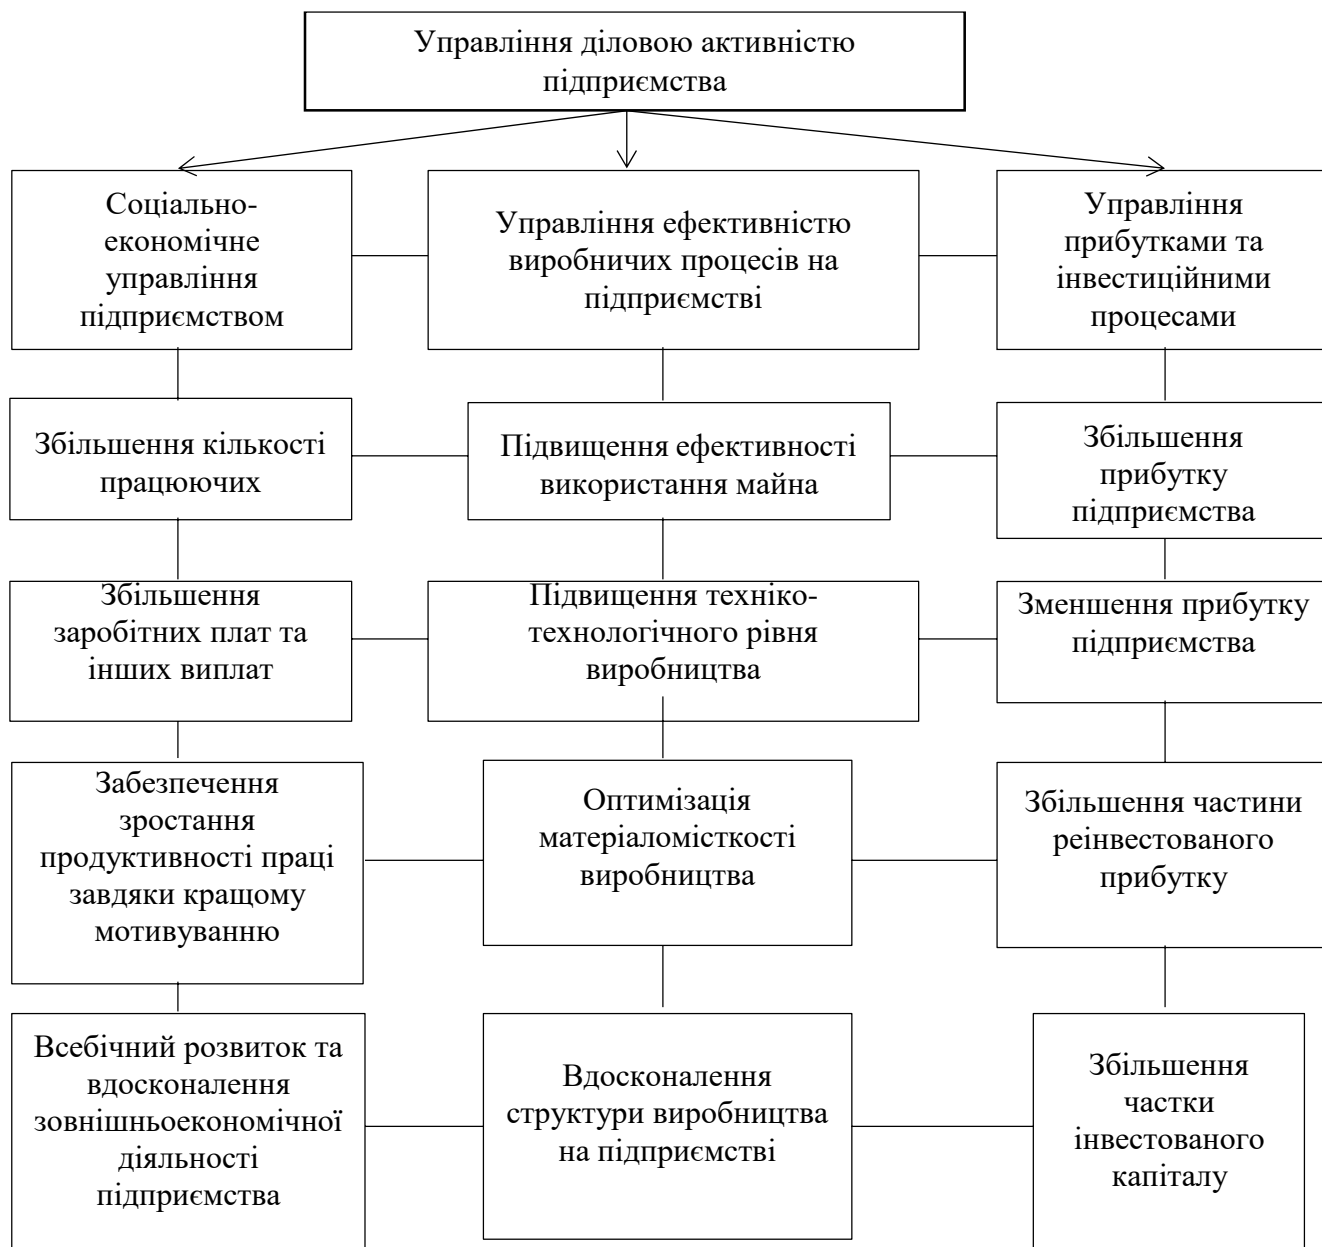 Управління діловою активністю
підприємства
Соціально-
економічне
управління
підприємством
Управління ефективністю
виробничих процесів на
підприємстві
Управління
прибутками та
інвестиційними
процесами
Збільшення кількості
працюючих
Підвищення ефективності
використання майна
Збільшення
прибутку
підприємства
Збільшення
заробітних плат та
інших виплат
Підвищення техніко-
технологічного рівня
виробництва
Зменшення прибутку
підприємства
Забезпечення
зростання
продуктивності праці
завдяки кращому
мотивуванню
Оптимізація
матеріаломісткості
виробництва
Збільшення частини
реінвестованого
прибутку
Всебічний розвиток та
вдосконалення
зовнішньоекономічної
діяльності
підприємства
Вдосконалення
структури виробництва
на підприємстві
Збільшення
частки
інвестованого
капіталу